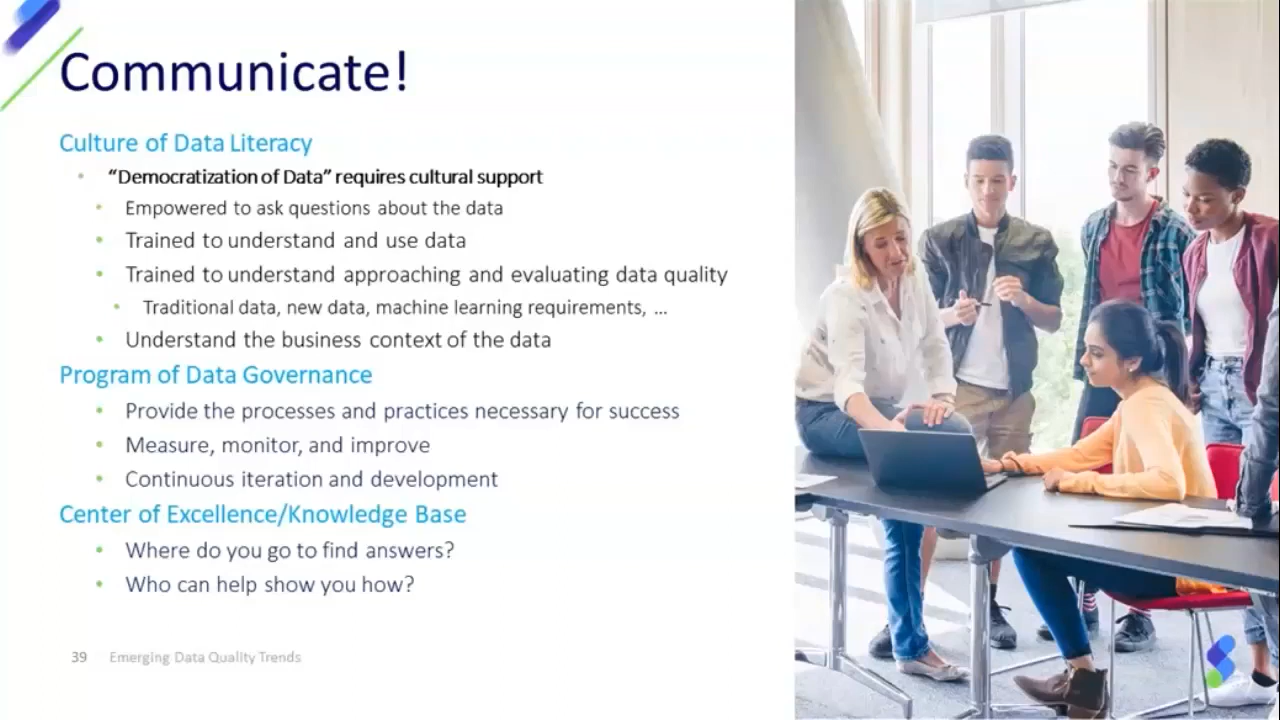 Communicate!
Culture of Data Literacy
“Democratization of Data” requires cultural support
Empowered to ask questions about the data
Trained to understand and use data
Trained to understand approaching and evaluating data quality
Traditional data, new data, machine learning requirements, ...
Understand the business context of the data
Program of Data Governance
Provide the processes and practices necessary for success
Measure, monitor, and improve
Continuous iteration and development
Center of Excellence/Knowledge Base
Where do you go to find answers?
Who can help show you how?
39 Emerging Data Quality Trends